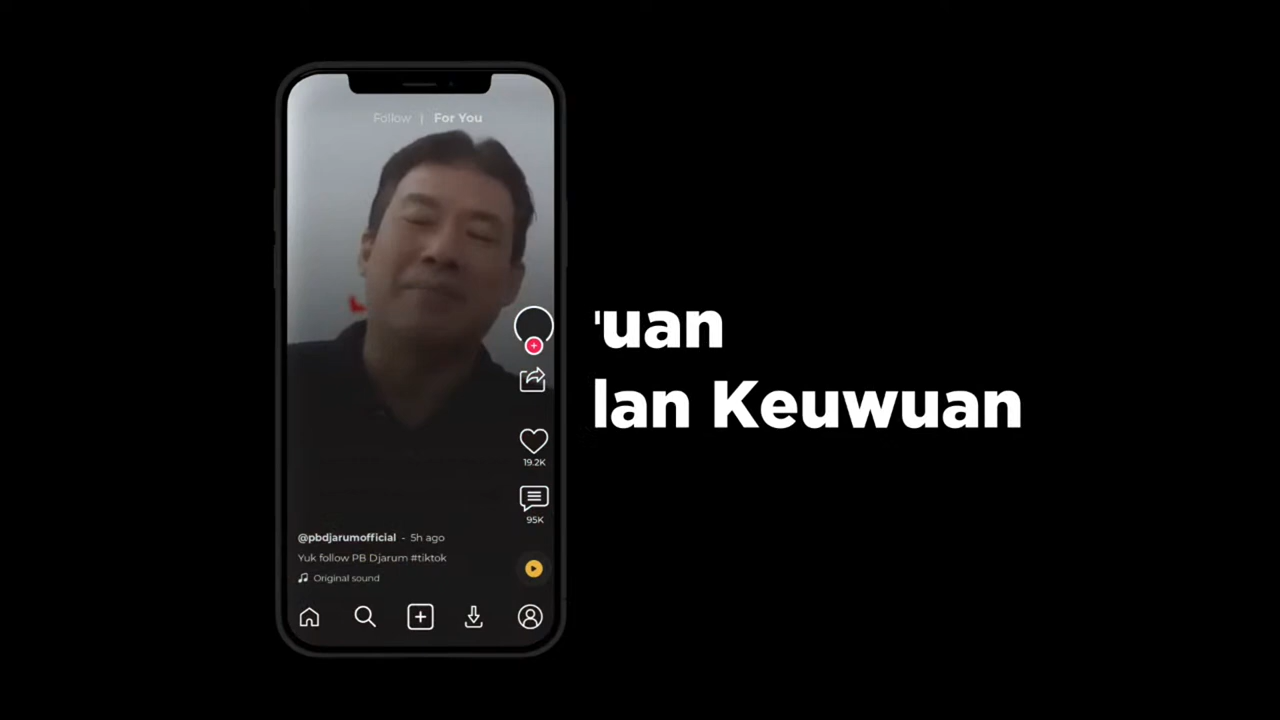 Follow | For You
uan
lan Keuwuan
19.2K
95K
@pbdjarumofficial - 5h ago
Yuk follow PB Djarum #tiktok
Original sound